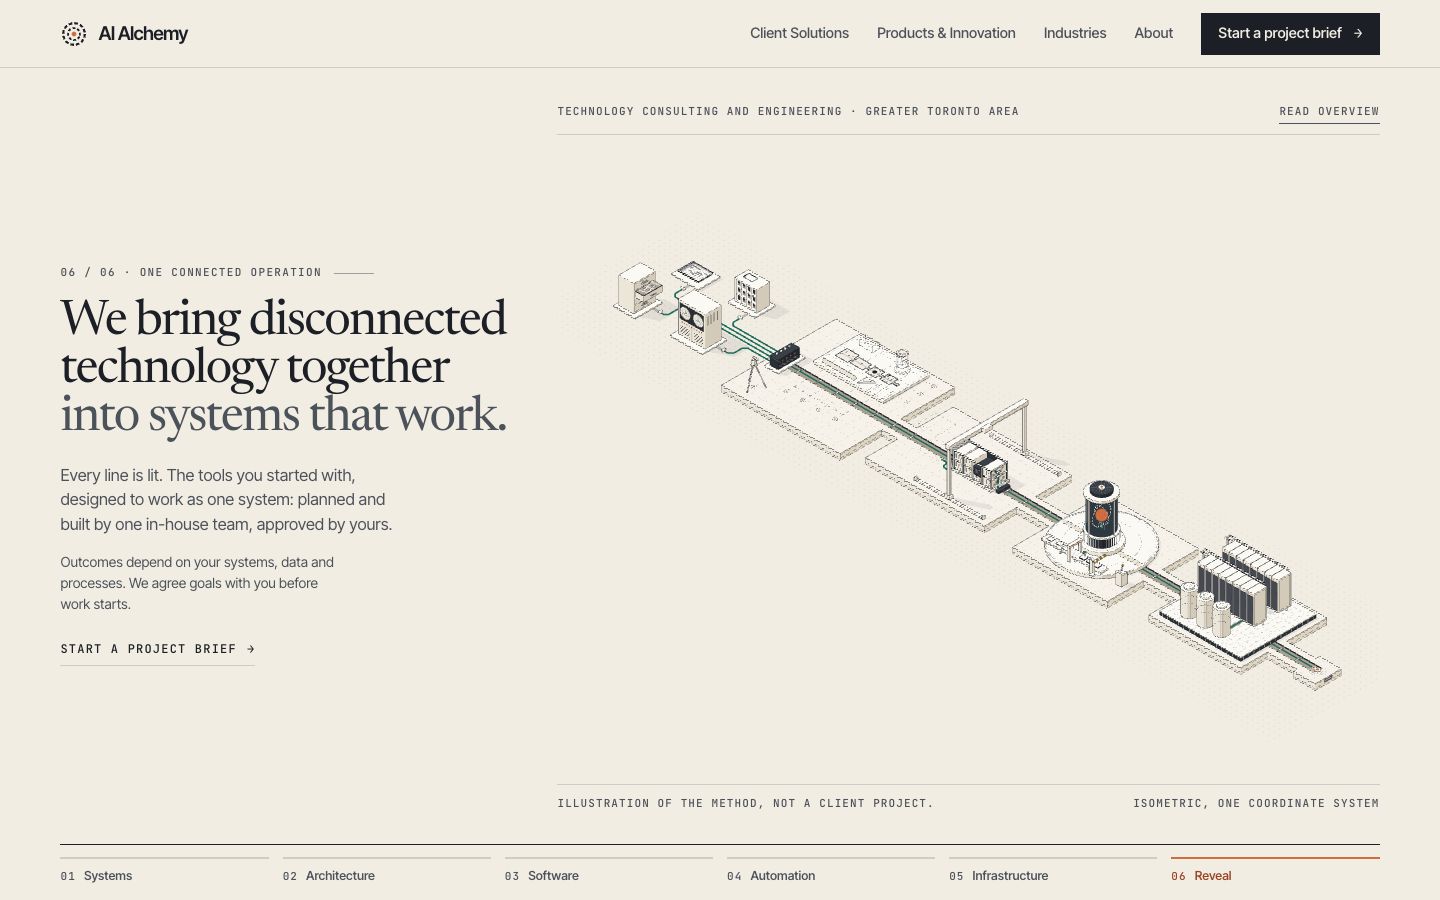 AI Alchemy
Client Solutions
Products & Innovation
Industries
About
Start a project brief →
TECHNOLOGY CONSULTING AND ENGINEERING · GREATER TORONTO AREA
READ OVERVIEW
06 / 06 · ONE CONNECTED OPERATION
We bring disconnected
technology together
into systems that work.
Every line is lit. The tools you started with,
designed to work as one system: planned and
built by one in-house team, approved by yours.
Outcomes depend on your systems, data and
processes. We agree goals with you before
work starts.
START A PROJECT BRIEF →
ILLUSTRATION OF THE METHOD, NOT A CLIENT PROJECT.
ISOMETRIC, ONE COORDINATE SYSTEM
01 Systems
02 Architecture
03 Software
04 Automation
05 Infrastructure
06 Reveal